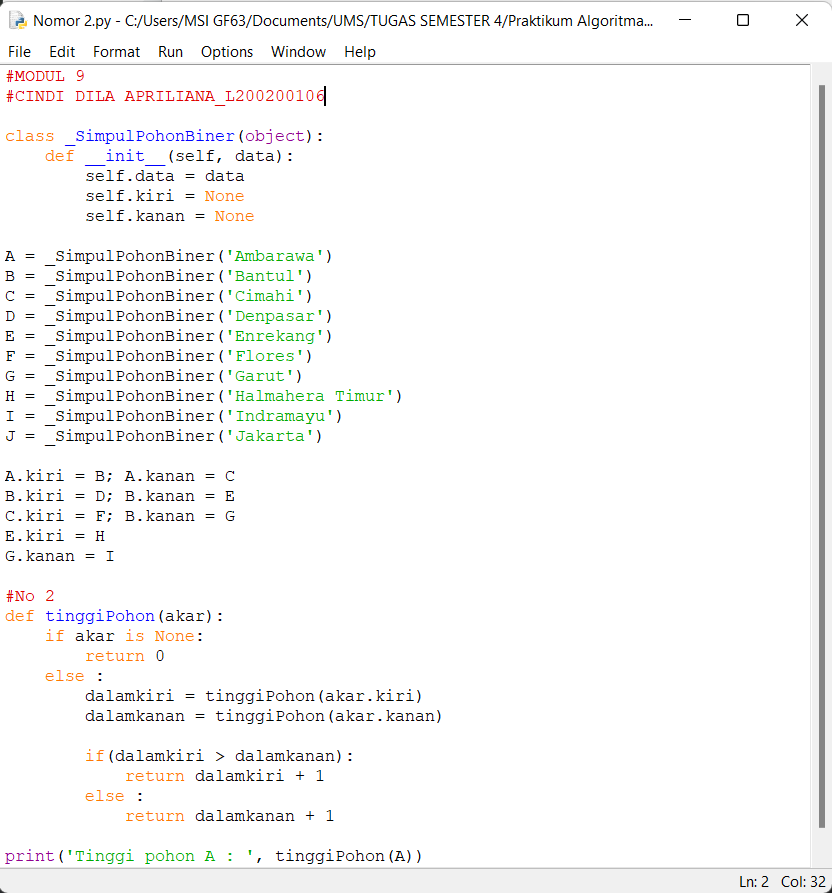 Nomor 2.py - C:/Users/MSI GF63/Documents/UMS/TUGAS SEMESTER 4/Praktikum Algoritma...
File Edit Format Run Options Window Help
#MODUL 9
#CINDI DILA APRILIANA_L200200106

class _SimpulPohonBiner(object):
    def __init__(self, data):
        self.data = data
        self.kiri = None
        self.kanan = None

A = _SimpulPohonBiner('Ambarawa')
B = _SimpulPohonBiner('Bantul')
C = _SimpulPohonBiner('Cimahi')
D = _SimpulPohonBiner('Denpasar')
E = _SimpulPohonBiner('Enrekang')
F = _SimpulPohonBiner('Flores')
G = _SimpulPohonBiner('Garut')
H = _SimpulPohonBiner('Halmahera Timur')
I = _SimpulPohonBiner('Indramayu')
J = _SimpulPohonBiner('Jakarta')

A.kiri = B; A.kanan = C
B.kiri = D; B.kanan = E
C.kiri = F; B.kanan = G
E.kiri = H
G.kanan = I

#No 2
def tinggiPohon(akar):
    if akar is None:
        return 0
    else :
        dalamkiri = tinggiPohon(akar.kiri)
        dalamkanan = tinggiPohon(akar.kanan)

        if(dalamkiri > dalamkanan):
            return dalamkiri + 1
        else :
            return dalamkanan + 1

print('Tinggi pohon A : ', tinggiPohon(A))
Ln: 2 Col: 32